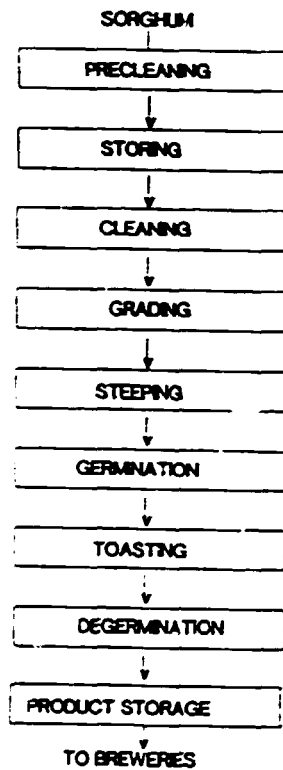 SORGHUM
PRECLEANING
STORING
CLEANING
GRADING
STEEPING
GERMINATION
TOASTING
DEGERMINATION
PRODUCT STORAGE
TO BREWERIES